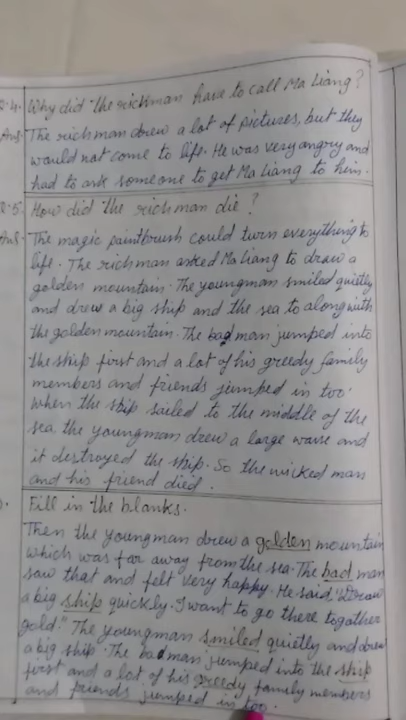 Q-4. Why did the rich man have to call Ma Liang?
Ans- The rich man drew a lot of pictures, but they
would not come to life. He was very angry and
had to ask someone to get Ma Liang to him.
Q-5. How did the rich man die?
Ans- The magic paintbrush could turn everything to
life. The rich man asked Ma Liang to draw a
golden mountain. The youngman smiled quietly
and drew a big ship and the sea to along with
the golden mountain. The bad man jumped into
the ship first and a lot of his greedy family
members and friends jumped in too.
when the ship sailed to the middle of the
sea the youngman drew a large wave and
it destroyed the ship. So the wicked man
and his friend died.
Fill in the blanks.
Then the youngman drew a golden mountain
which was far away from the sea. The bad man
saw that and felt very happy. He said, "Draw
a big ship quickly. I want to go there together
gold." The youngman smiled quietly and drew
a big ship. The bad man jumped into the ship
first and a lot of his greedy family members
and friends jumped in too.